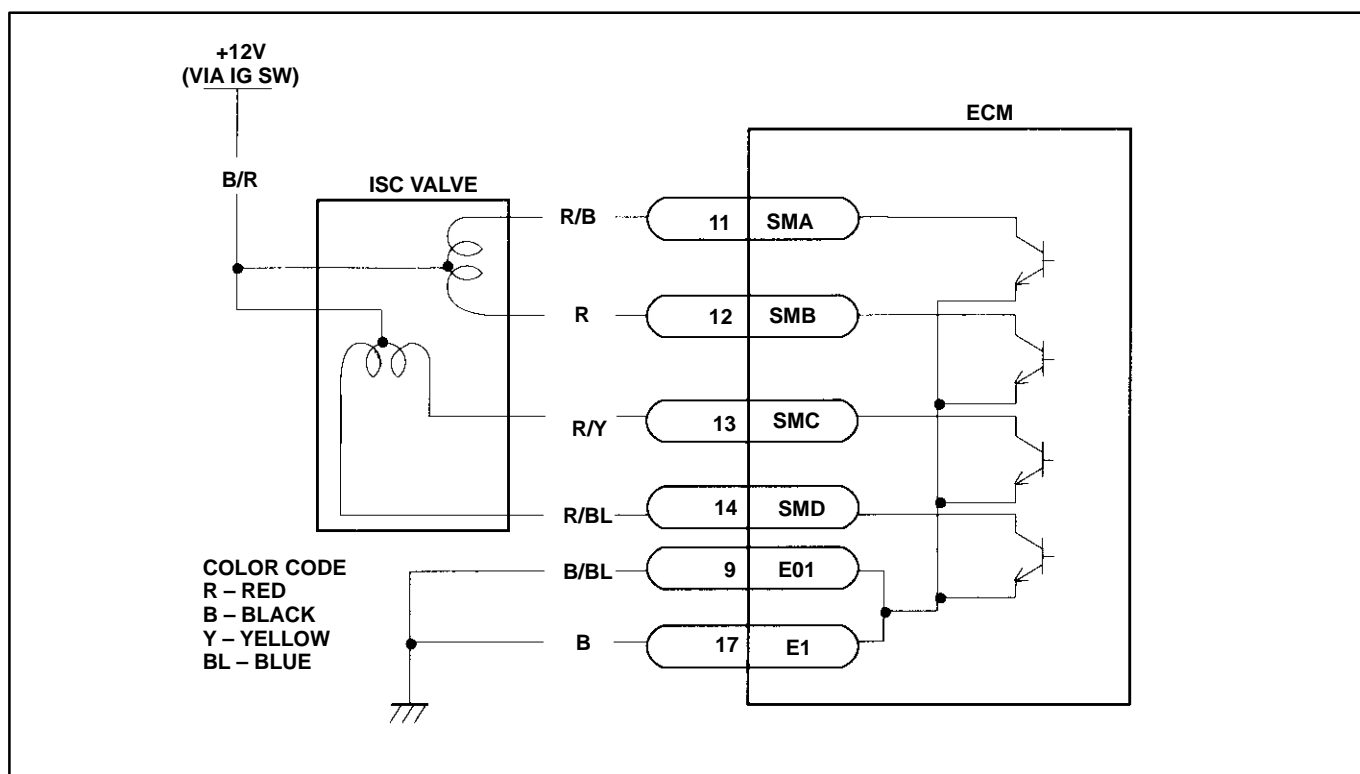 +12V
(VIA IG SW)
ECM
B/R
ISC VALVE
R/B
11
SMA
R
12
SMB
R/Y
13
SMC
R/BL
14
SMD
B/BL
9
E01
B
17
E1
COLOR CODE
R – RED
B – BLACK
Y – YELLOW
BL – BLUE